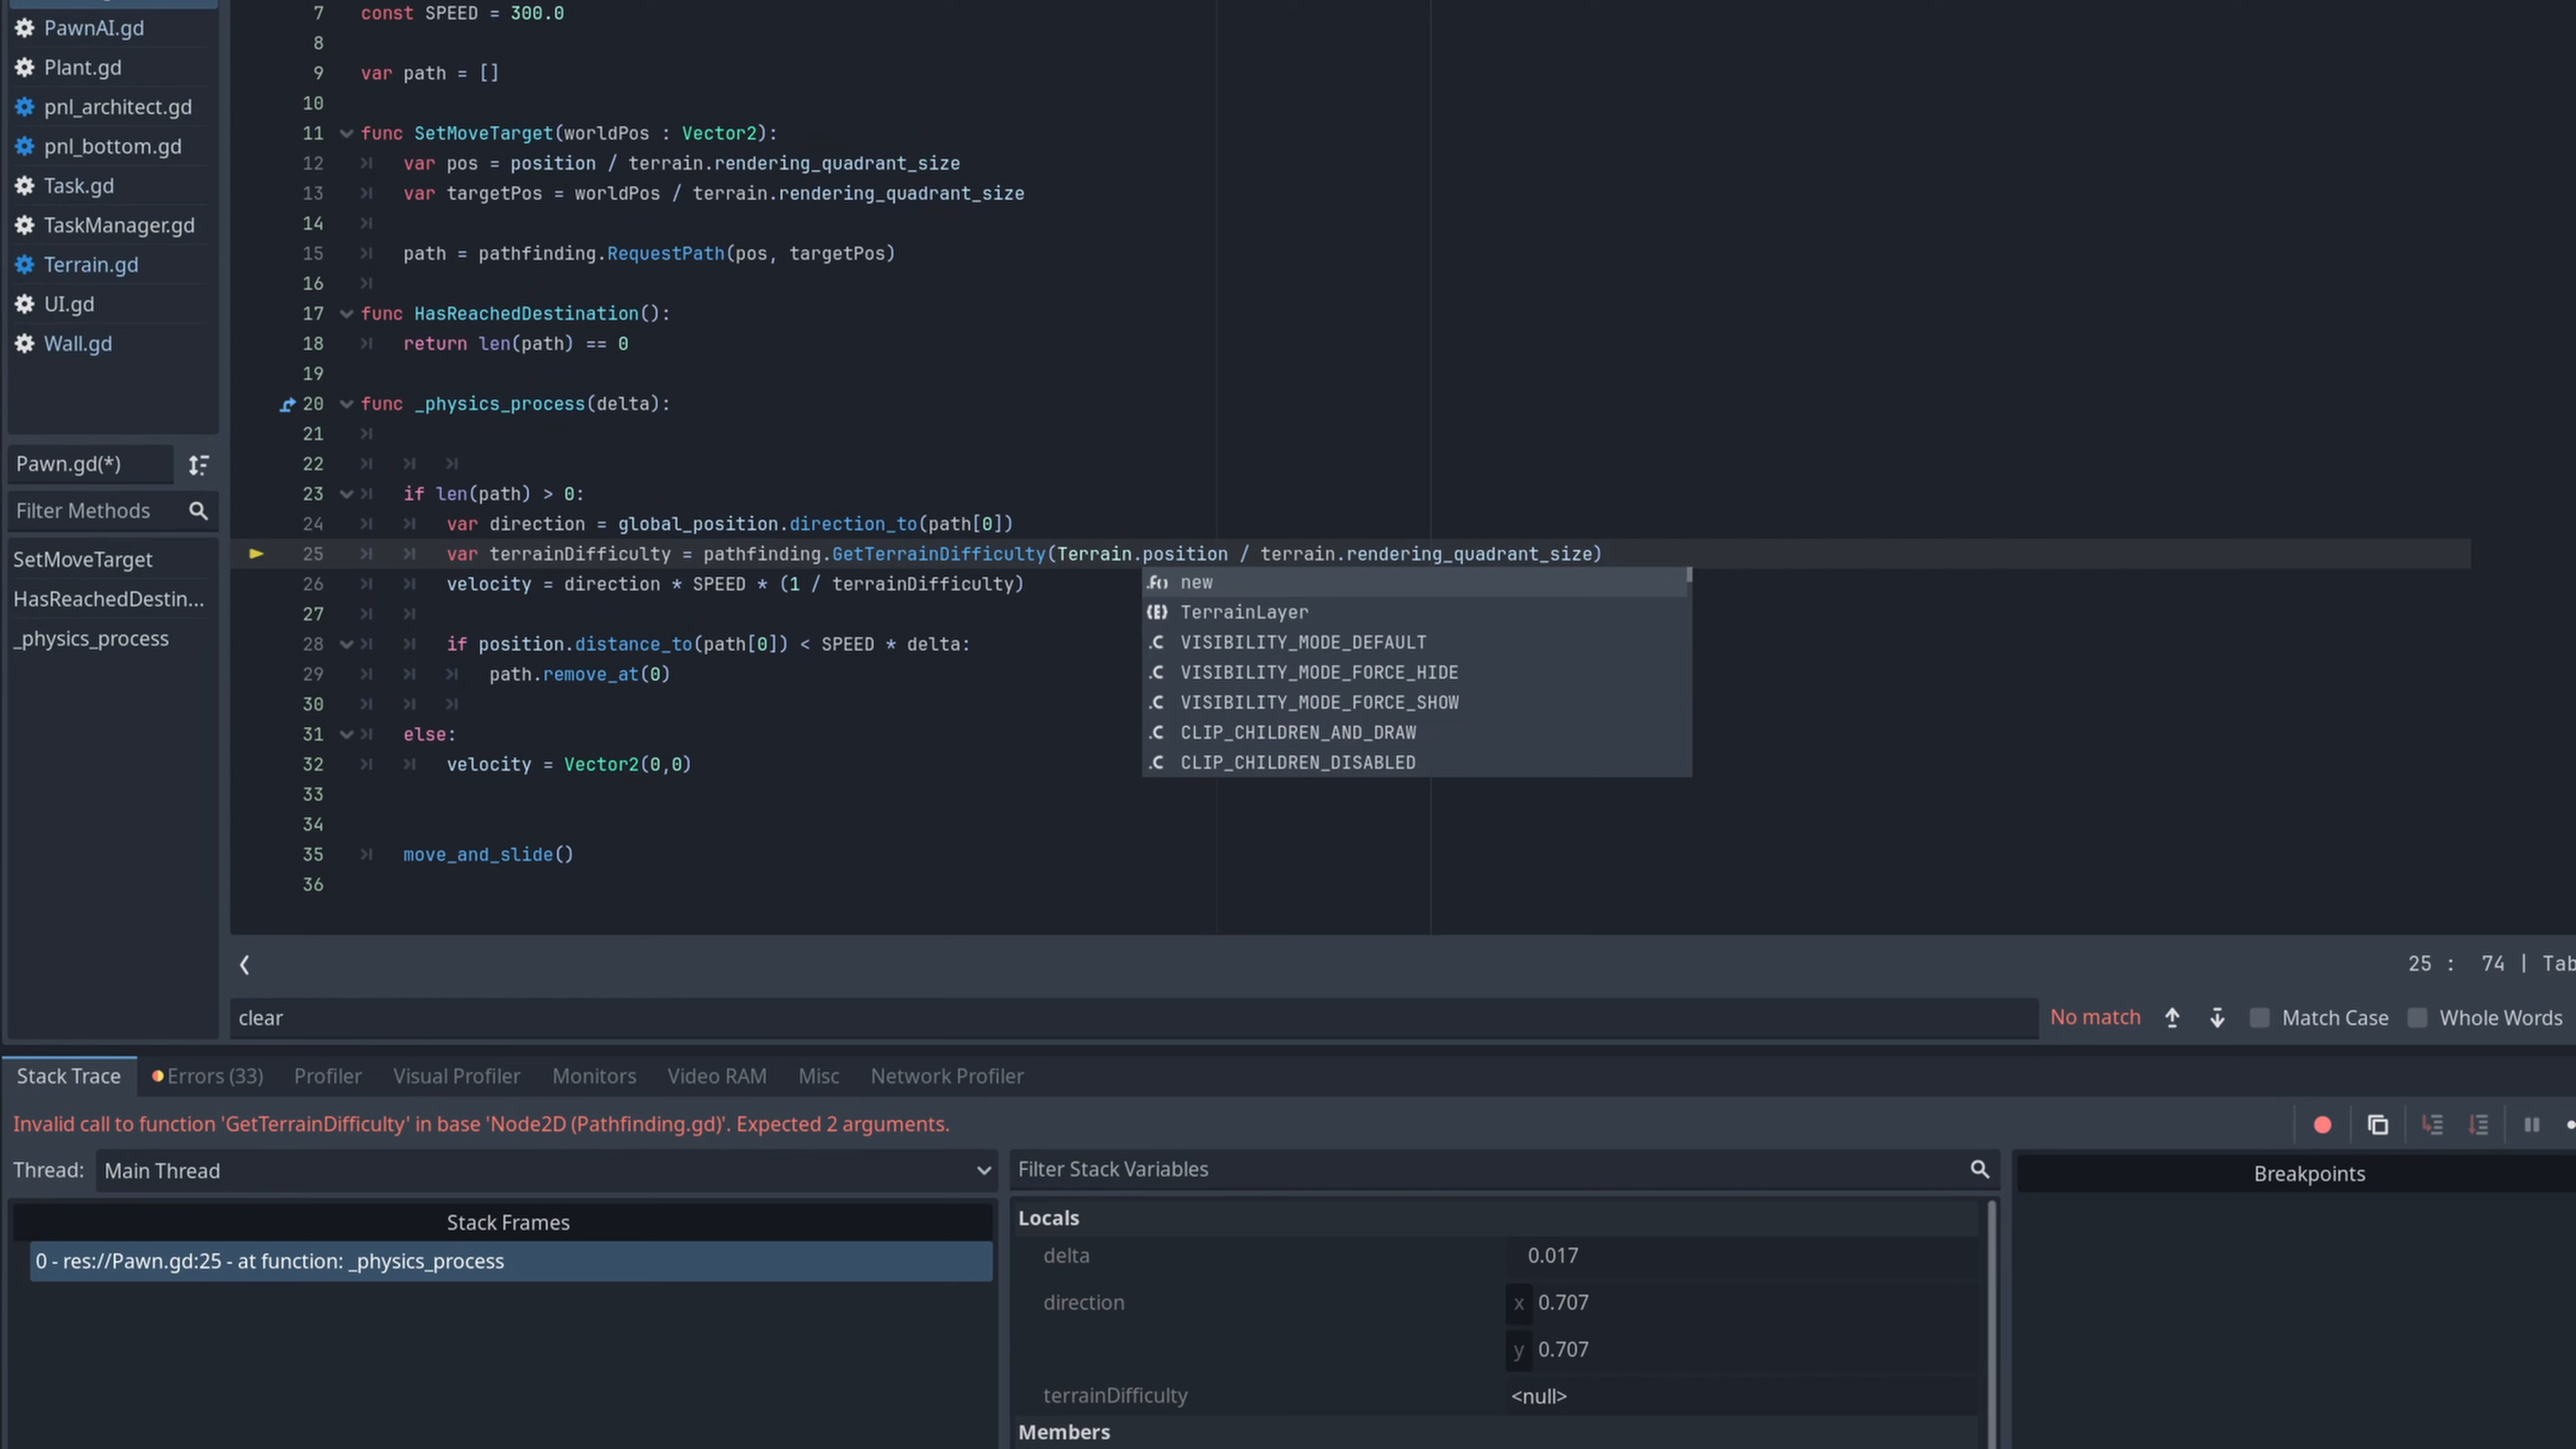 PawnAI.gd
Plant.gd
pnl_architect.gd
pnl_bottom.gd
Task.gd
TaskManager.gd
Terrain.gd
UI.gd
Wall.gd
Pawn.gd(*)
Filter Methods
SetMoveTarget
HasReachedDestin...
_physics_process
7 const SPEED = 300.0
8
9 var path = []
10
11 func SetMoveTarget(worldPos : Vector2):
12 var pos = position / terrain.rendering_quadrant_size
13 var targetPos = worldPos / terrain.rendering_quadrant_size
14
15 path = pathfinding.RequestPath(pos, targetPos)
16
17 func HasReachedDestination():
18 return len(path) == 0
19
20 func _physics_process(delta):
21
22
23 if len(path) > 0:
24 var direction = global_position.direction_to(path[0])
25 var terrainDifficulty = pathfinding.GetTerrainDifficulty(Terrain.position / terrain.rendering_quadrant_size)
26 velocity = direction * SPEED * (1 / terrainDifficulty)
27
28 if position.distance_to(path[0]) < SPEED * delta:
29 path.remove_at(0)
30
31 else:
32 velocity = Vector2(0,0)
33
34
35 move_and_slide()
36
new
TerrainLayer
VISIBILITY_MODE_DEFAULT
VISIBILITY_MODE_FORCE_HIDE
VISIBILITY_MODE_FORCE_SHOW
CLIP_CHILDREN_AND_DRAW
CLIP_CHILDREN_DISABLED
25 : 74 | Tab
clear
No match Match Case Whole Words
Stack Trace Errors (33) Profiler Visual Profiler Monitors Video RAM Misc Network Profiler
Invalid call to function 'GetTerrainDifficulty' in base 'Node2D (Pathfinding.gd)'. Expected 2 arguments.
Thread: Main Thread
Stack Frames
0 - res://Pawn.gd:25 - at function: _physics_process
Filter Stack Variables
Locals
delta 0.017
direction x 0.707
y 0.707
terrainDifficulty <null>
Members
Breakpoints